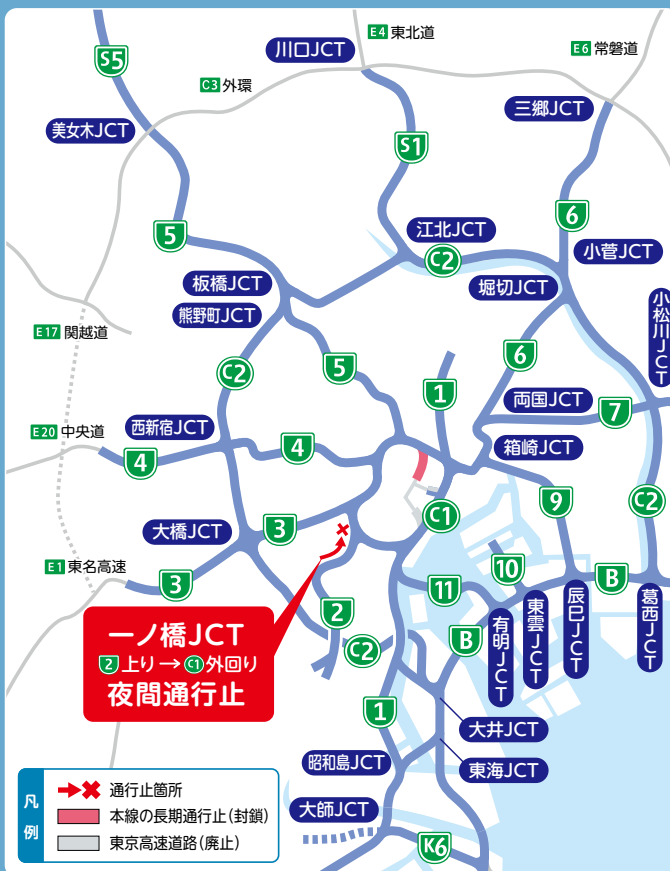 E4 東北道
川口JCT
S5
E6 常磐道
C3 外環
三郷JCT
美女木JCT
S1
6
5
江北JCT
C2
小菅JCT
板橋JCT
堀切JCT
熊野町JCT
小松川JCT
E17 関越道
5
6
C2
1
両国JCT
7
西新宿JCT
E20 中央道
4
4
箱崎JCT
9
C2
C1
大橋JCT
3
E1 東名高速
3
10
B
11
2
有明JCT
東雲JCT
辰巳JCT
葛西JCT
B
C2
一ノ橋JCT
2 上り→C1外回り
夜間通行止
1
大井JCT
昭和島JCT
東海JCT
大師JCT
K6
凡例
通行止箇所
本線の長期通行止(封鎖)
東京高速道路(廃止)